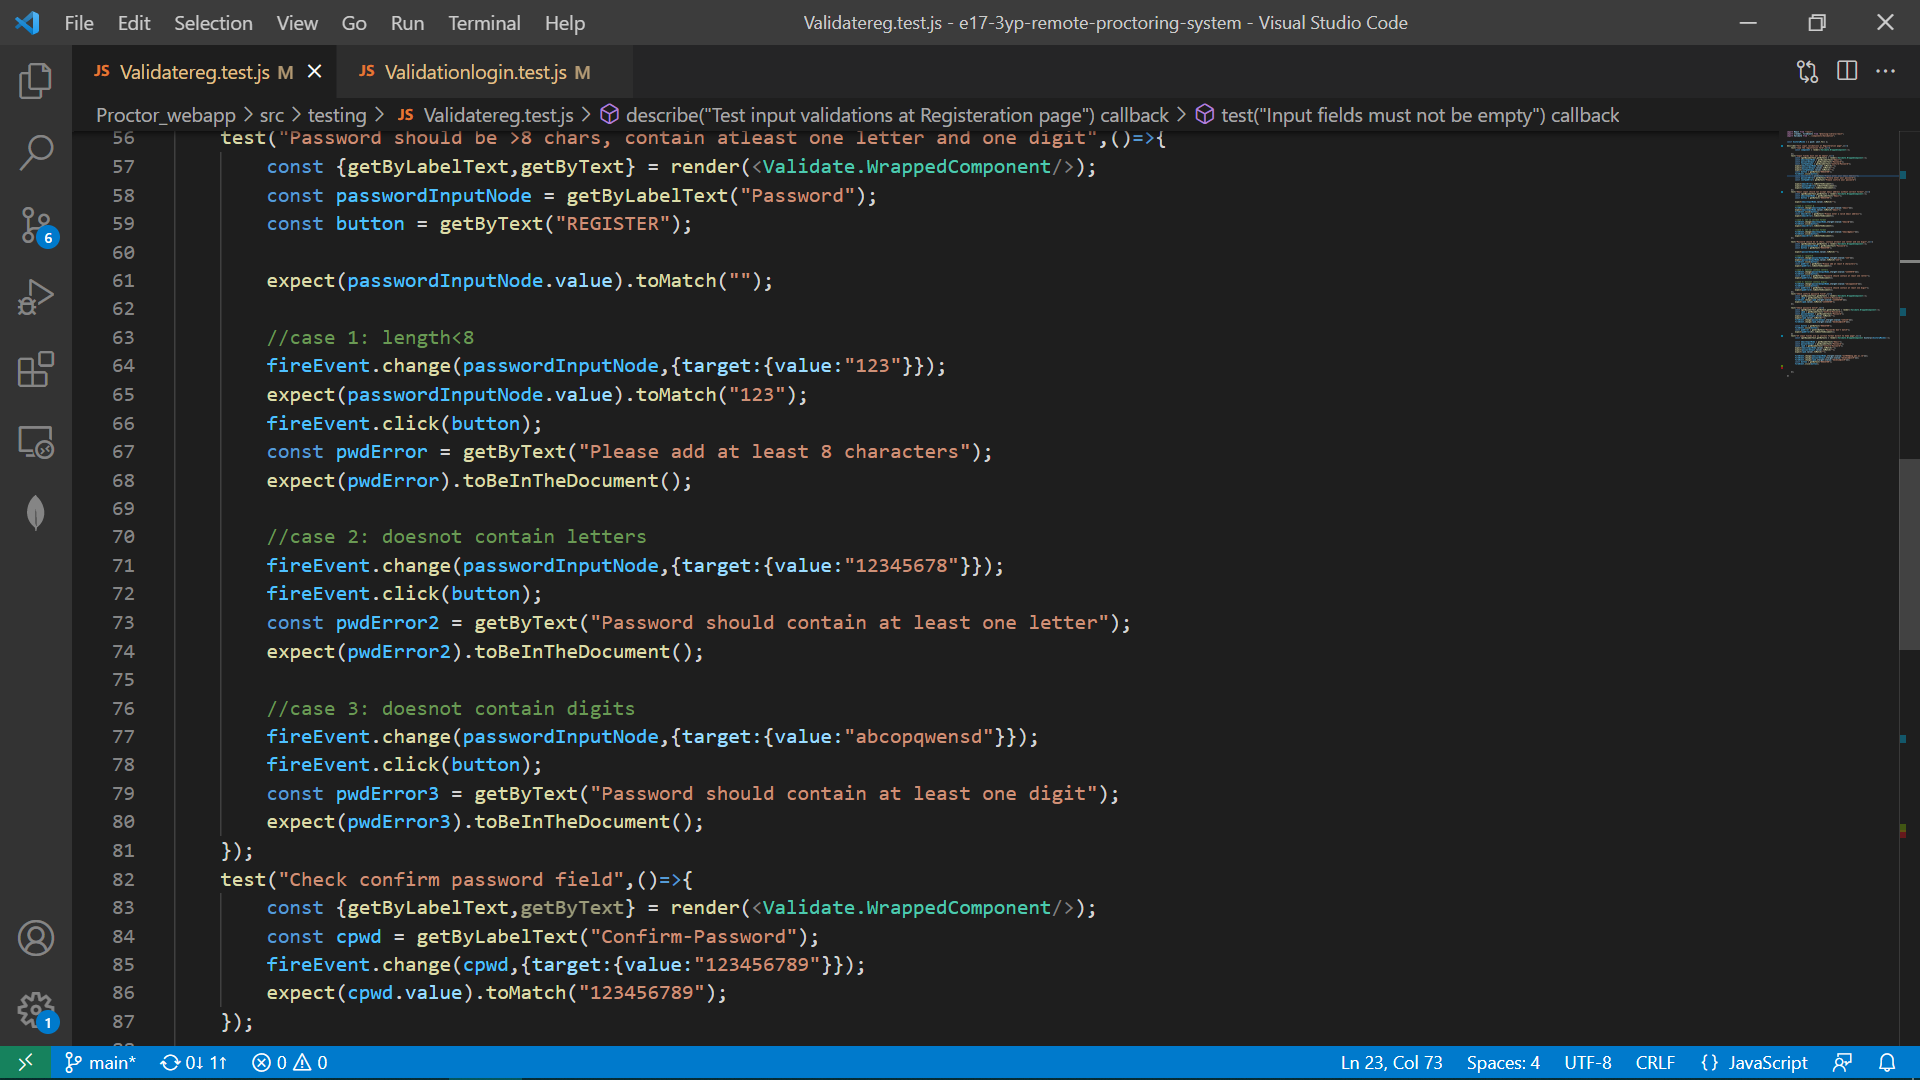 File Edit Selection View Go Run Terminal Help Validatereg.test.js - e17-3yp-remote-proctoring-system - Visual Studio Code
JS Validatereg.test.js M JS Validationlogin.test.js M
Proctor_webapp > src > testing > JS Validatereg.test.js > describe("Test input validations at Registeration page") callback > test("Input fields must not be empty") callback
56 test("Password should be >8 chars, contain atleast one letter and one digit",()=>{
57 const {getByLabelText,getByText} = render(<Validate.WrappedComponent/>);
58 const passwordInputNode = getByLabelText("Password");
59 const button = getByText("REGISTER");
60
61 expect(passwordInputNode.value).toMatch("");
62
63 //case 1: length<8
64 fireEvent.change(passwordInputNode,{target:{value:"123"}});
65 expect(passwordInputNode.value).toMatch("123");
66 fireEvent.click(button);
67 const pwdError = getByText("Please add at least 8 characters");
68 expect(pwdError).toBeInTheDocument();
69
70 //case 2: doesnot contain letters
71 fireEvent.change(passwordInputNode,{target:{value:"12345678"}});
72 fireEvent.click(button);
73 const pwdError2 = getByText("Password should contain at least one letter");
74 expect(pwdError2).toBeInTheDocument();
75
76 //case 3: doesnot contain digits
77 fireEvent.change(passwordInputNode,{target:{value:"abcopqwensd"}});
78 fireEvent.click(button);
79 const pwdError3 = getByText("Password should contain at least one digit");
80 expect(pwdError3).toBeInTheDocument();
81 });
82 test("Check confirm password field",()=>{
83 const {getByLabelText,getByText} = render(<Validate.WrappedComponent/>);
84 const cpwd = getByLabelText("Confirm-Password");
85 fireEvent.change(cpwd,{target:{value:"123456789"}});
86 expect(cpwd.value).toMatch("123456789");
87 });
6
1
main* 0↓ 1↑ 0 0 Ln 23, Col 73 Spaces: 4 UTF-8 CRLF {} JavaScript